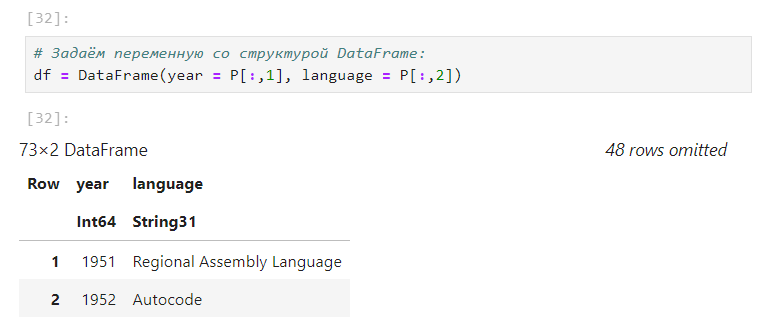 [32]:
# Задаём переменную со структурой DataFrame:
df = DataFrame(year = P[:,1], language = P[:,2])
[32]:
73×2 DataFrame 48 rows omitted
Row year language
Int64 String31
1 1951 Regional Assembly Language
2 1952 Autocode